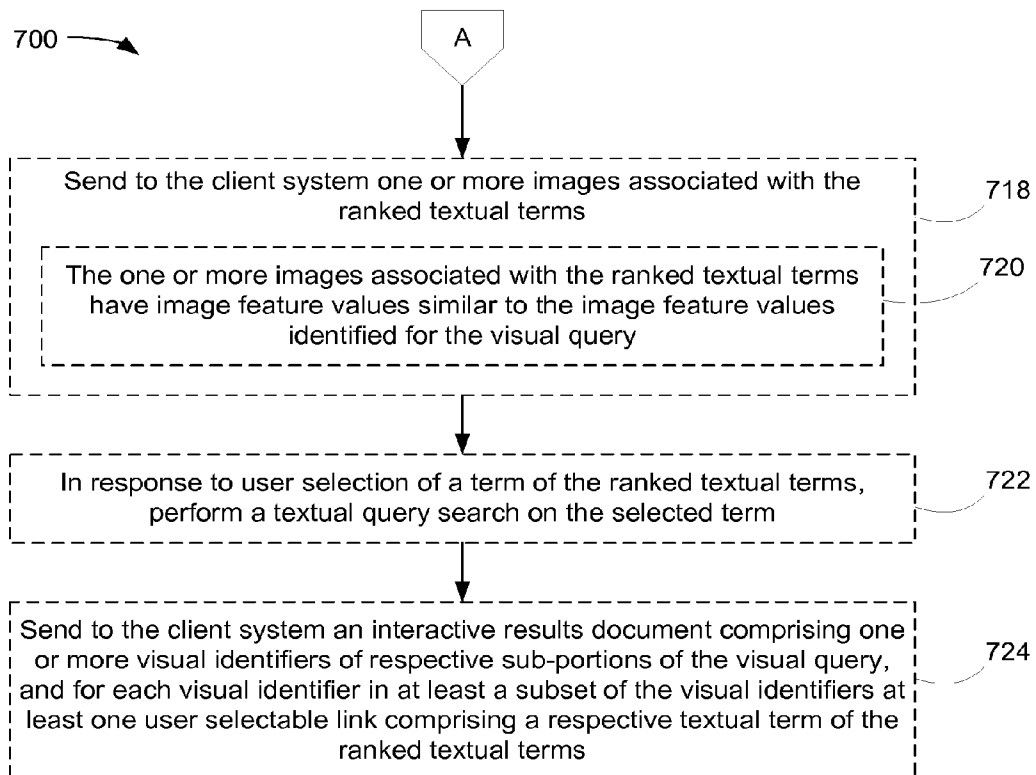 700
A
Send to the client system one or more images associated with the
ranked textual terms
718
The one or more images associated with the ranked textual terms
have image feature values similar to the image feature values
identified for the visual query
720
In response to user selection of a term of the ranked textual terms,
perform a textual query search on the selected term
722
Send to the client system an interactive results document comprising one
or more visual identifiers of respective sub-portions of the visual query,
and for each visual identifier in at least a subset of the visual identifiers at
least one user selectable link comprising a respective textual term of the
ranked textual terms
724